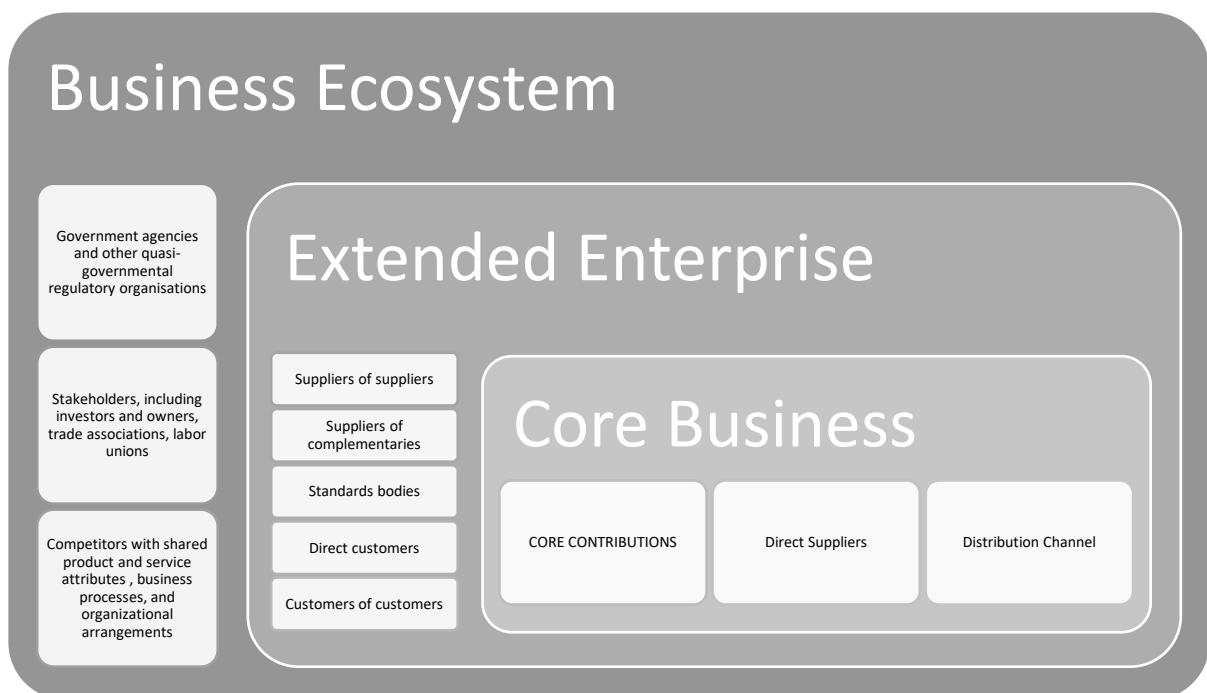 Business Ecosystem
Government agencies
and other quasi-
governmental
regulatory organisations
Stakeholders, including
investors and owners,
trade associations, labor
unions
Competitors with shared
product and service
attributes , business
processes, and
organizational
arrangements
Extended Enterprise
Suppliers of suppliers
Suppliers of
complementaries
Standards bodies
Direct customers
Customers of customers
Core Business
CORE CONTRIBUTIONS
Direct Suppliers
Distribution Channel